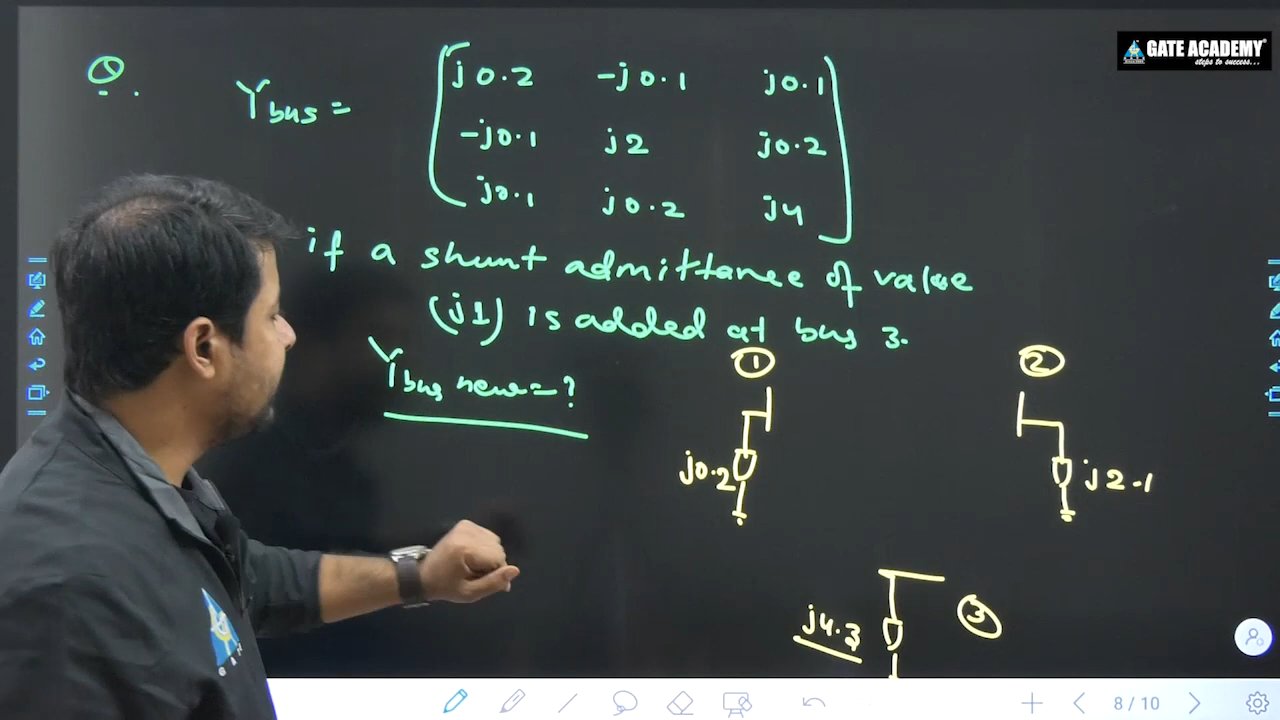 GATE ACADEMY
steps to success...
Q.
Ybus =
j0.2 -j0.1 j0.1
-j0.1 j2 j0.2
j0.1 j0.2 j4
if a shunt admittance of value
(j1) is added at bus 3.
Ybus new = ?
1 2
j0.2 j2.1
j4.3 3
8 / 10